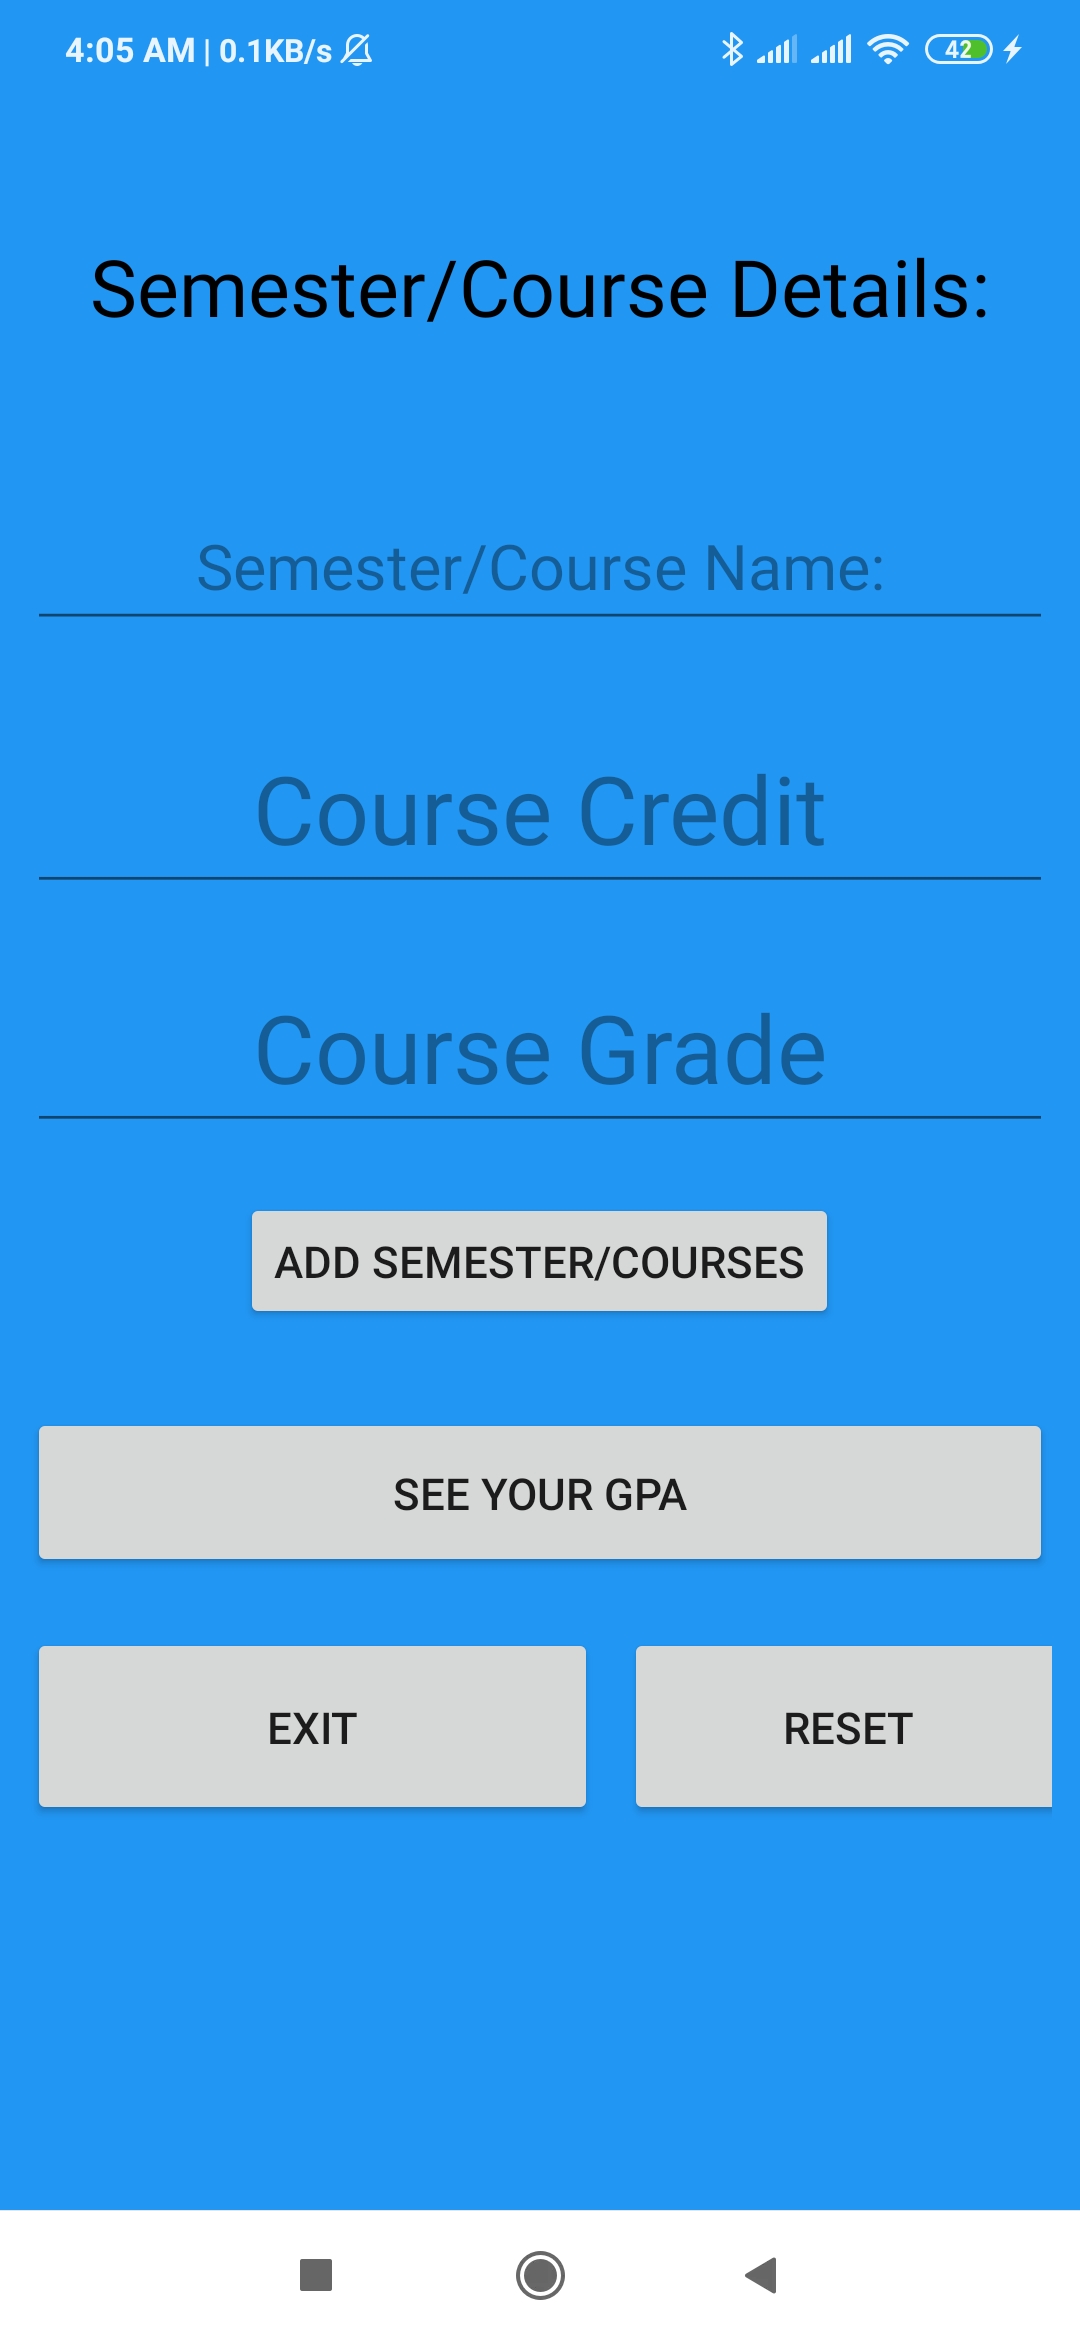 4:05 AM | 0.1KB/s
42
Semester/Course Details:
Semester/Course Name:
Course Credit
Course Grade
ADD SEMESTER/COURSES
SEE YOUR GPA
EXIT
RESET